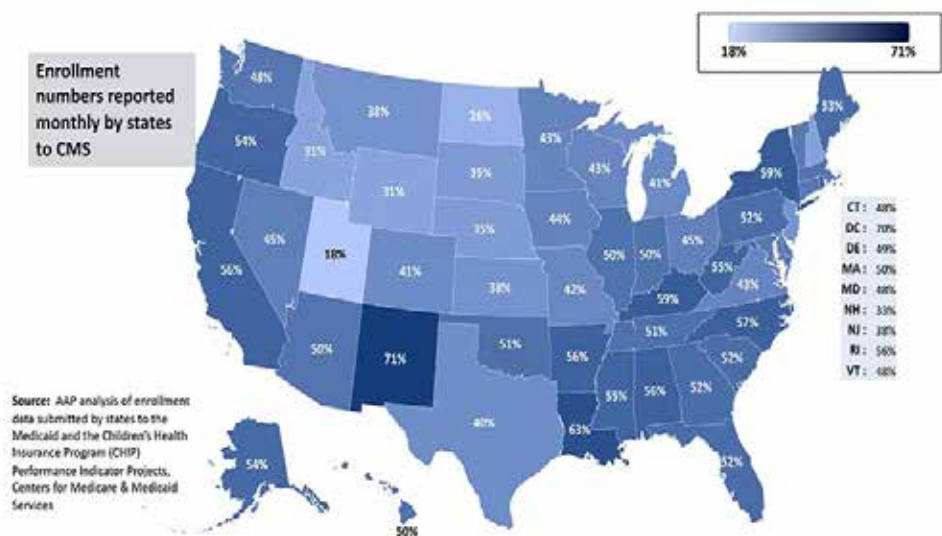 18%
71%
Enrollment
numbers reported
monthly by states
to CMS
48%
38%
26%
43%
53%
54%
31%
35%
43%
41%
59%
31%
44%
52%
45%
18%
35%
50%
50%
45%
55%
43%
56%
41%
38%
42%
59%
57%
50%
71%
51%
56%
51%
52%
40%
63%
55%
56%
52%
52%
54%
50%
CT : 48%
DC : 70%
DE : 49%
MA : 50%
MD : 48%
NH : 33%
NJ : 38%
RI : 56%
VT : 48%
Source: AAP analysis of enrollment
data submitted by states to the
Medicaid and the Children's Health
Insurance Program (CHIP)
Performance Indicator Projects,
Centers for Medicare & Medicaid
Services